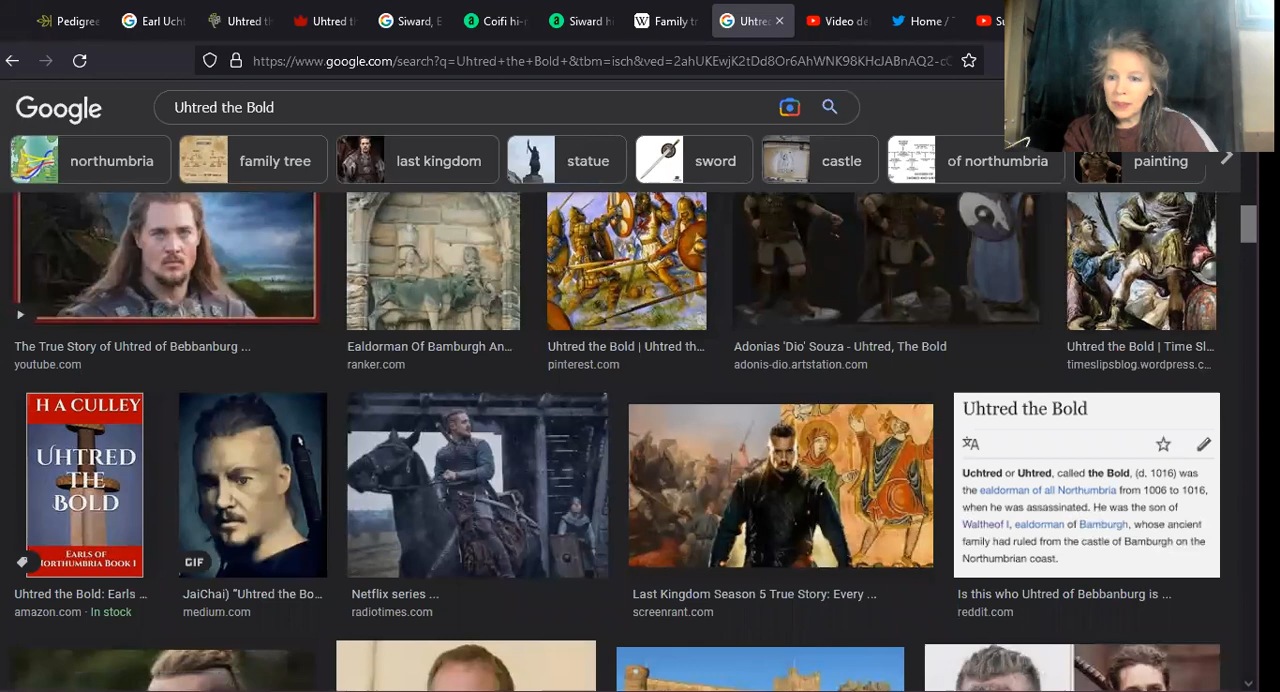 Pedigree
Earl Ucht
Uhtred th
Uhtred th
Siward, E
Coifi hi-
Siward hi
Family tr
Uhtre
Video de
Home /
Su
https://www.google.com/search?q=Uhtred+the+Bold+&tbm=isch&ved=2ahUKEwjK2tDd8Or6AhWNK98KHcJABnAQ2-c
Google
Uhtred the Bold
northumbria
family tree
last kingdom
statue
sword
castle
of northumbria
painting
The True Story of Uhtred of Bebbanburg ...
youtube.com
Ealdorman Of Bamburgh An...
ranker.com
Uhtred the Bold | Uhtred th...
pinterest.com
Adonias 'Dio' Souza - Uhtred, The Bold
adonis-dio.artstation.com
Uhtred the Bold | Time Sl...
timeslipsblog.wordpress.c...
H A CULLEY
UHTRED
THE
BOLD
EARLS OF
NORTHUMBRIA BOOK 1
GIF
Uhtred the Bold
Uchtred or Uhtred, called the Bold, (d. 1016) was
the ealdorman of all Northumbria from 1006 to 1016,
when he was assassinated. He was the son of
Waltheof I, ealdorman of Bamburgh, whose ancient
family had ruled from the castle of Bamburgh on the
Northumbrian coast.
Uhtred the Bold: Earls ...
amazon.com · In stock
JaiChai) "Uhtred the Bo...
medium.com
Netflix series ...
radiotimes.com
Last Kingdom Season 5 True Story: Every ...
screenrant.com
Is this who Uhtred of Bebbanburg is ...
reddit.com